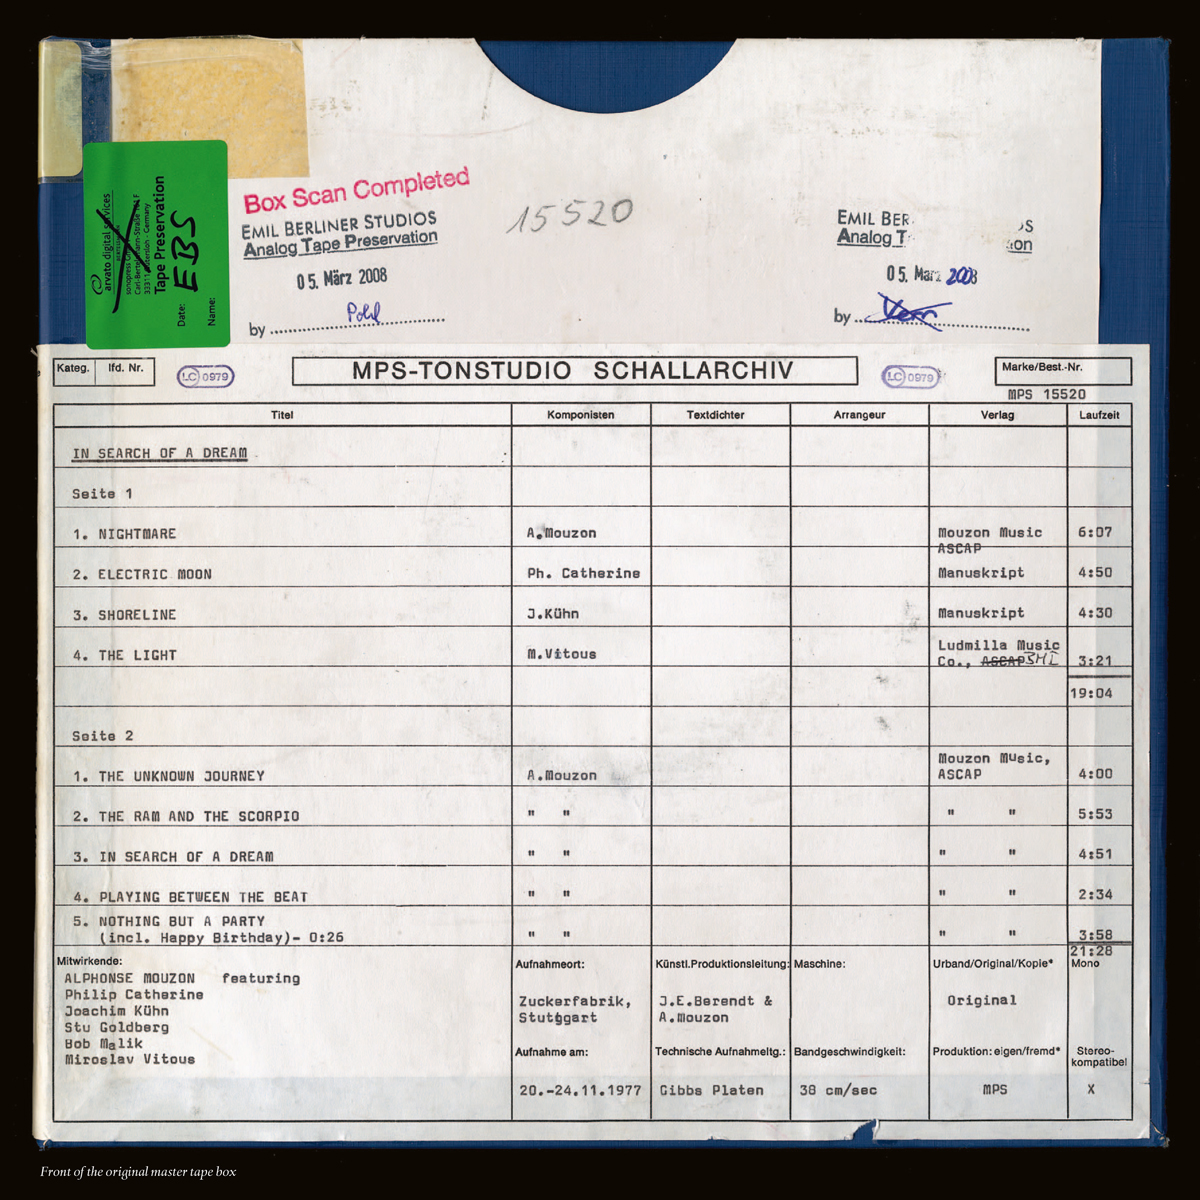 Box Scan Completed
EMIL BERLINER STUDIOS
Analog Tape Preservation
05. März 2008
by Pohl
15520
EMIL BER OS
Analog T ion
05. März 2008
by
arvato digital services
Tape Preservation
Date: EBS
Name:
Kateg. lfd. Nr.
LC 0979
MPS-TONSTUDIO SCHALLARCHIV
LC 0979
Marke/Best.-Nr.
MPS 15520
Titel Komponisten Textdichter Arrangeur Verlag Laufzeit
IN SEARCH OF A DREAM
Seite 1
1. NIGHTMARE A.Mouzon Mouzon Music 6:07
ASCAP
2. ELECTRIC MOON Ph. Catherine Manuskript 4:50
3. SHORELINE J.Kühn Manuskript 4:30
4. THE LIGHT M.Vitous Ludmilla Music
Co., ASCAP BMI 3:21
19:04
Seite 2
Mouzon Music,
1. THE UNKNOWN JOURNEY A.Mouzon ASCAP 4:00
2. THE RAM AND THE SCORPIO " " " " 5:53
3. IN SEARCH OF A DREAM " " " " 4:51
4. PLAYING BETWEEN THE BEAT " " " " 2:34
5. NOTHING BUT A PARTY
(incl. Happy Birthday)- 0:26 " " " " 3:58
21:28
Mitwirkende:
ALPHONSE MOUZON featuring
Philip Catherine
Joachim Kühn
Stu Goldberg
Bob Malik
Miroslav Vitous
Aufnahmeort: Künstl.Produktionsleitung: Maschine: Urband/Original/Kopie* Mono
Zuckerfabrik, J.E.Berendt & Original
Stuttggart A.mouzon
Aufnahme am: Technische Aufnahmeltg.: Bandgeschwindigkeit: Produktion: eigen/fremd* Stereo-
kompatibel
20.-24.11.1977 Gibbs Platen 38 cm/sec MPS X
Front of the original master tape box